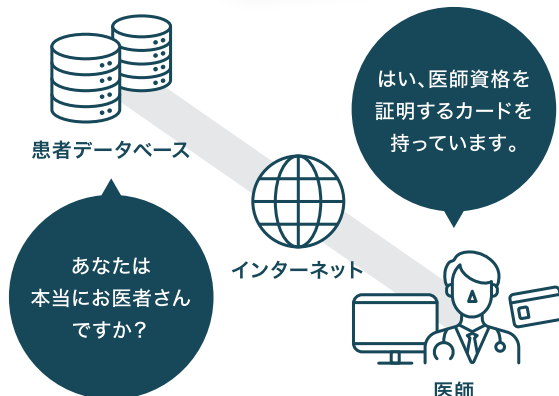 はい、医師資格を
証明するカードを
持っています。
患者データベース
インターネット
あなたは
本当にお医者さん
ですか？
医師